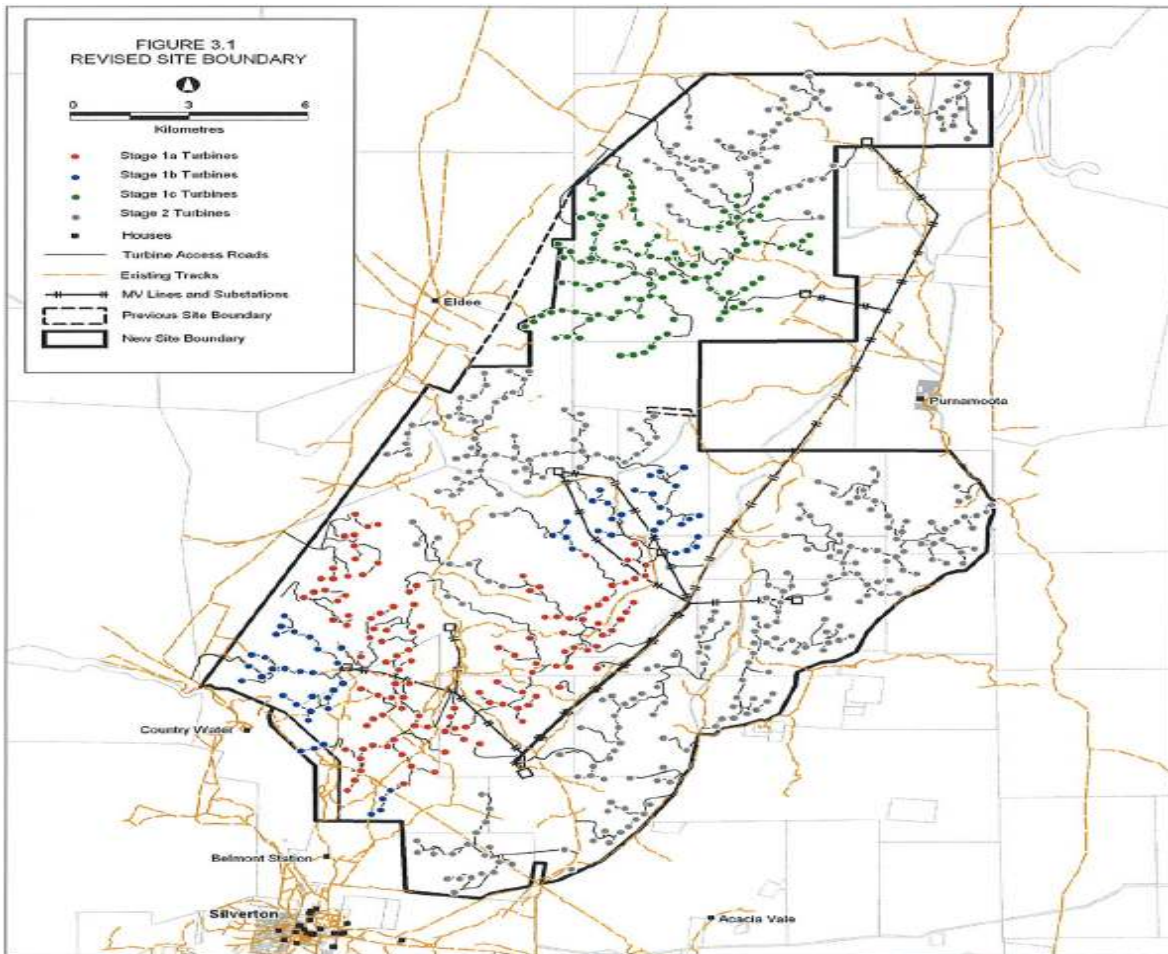 FIGURE 3.1
REVISED SITE BOUNDARY
0 3 6
Kilometres
Stage 1a Turbines
Stage 1b Turbines
Stage 1c Turbines
Stage 2 Turbines
Houses
Turbine Access Roads
Existing Tracks
MV Lines and Substations
Previous Site Boundary
New Site Boundary
Eldee
Purnamoota
Country Water
Belmont Station
Silverton
Acacia Vale